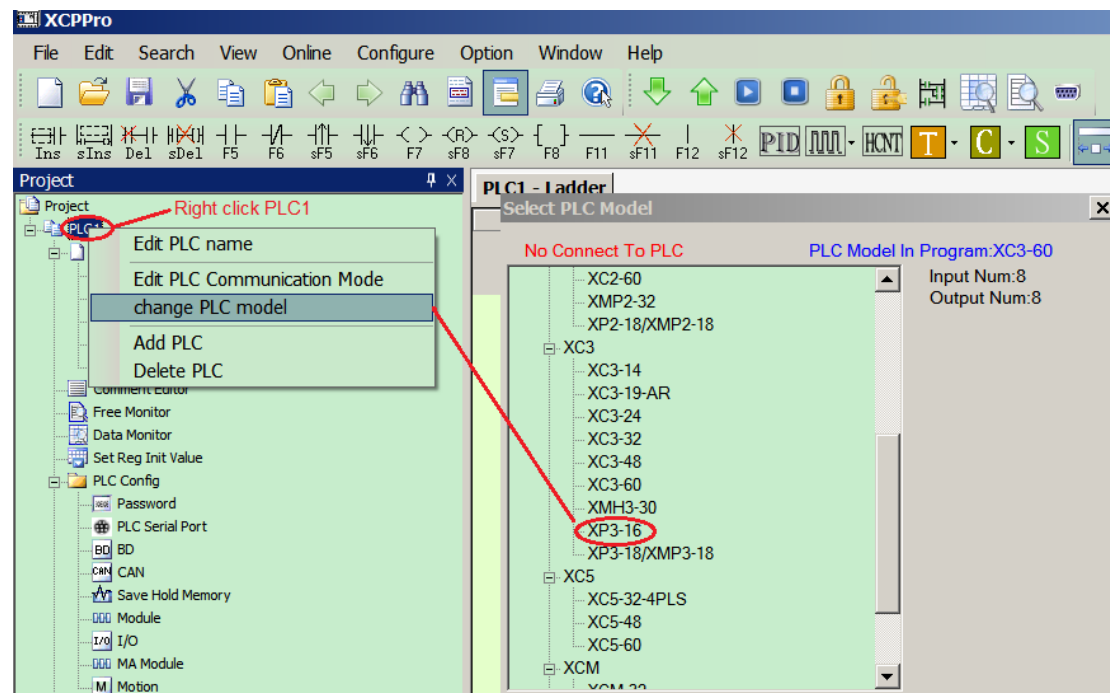 XCPPro
File Edit Search View Online Configure Option Window Help
Ins sIns Del sDel F5 F6 sF5 sF6 F7 sF8 sF7 F8 F11 sF11 F12 sF12 PID HCNT T C S
Project
Project
Right click PLC1
PLC1
Edit PLC name
Edit PLC Communication Mode
change PLC model
Add PLC
Delete PLC
Comment Editor
Free Monitor
Data Monitor
Set Reg Init Value
PLC Config
Password
PLC Serial Port
BD BD
CAN CAN
Save Hold Memory
Module
I/O I/O
MA Module
M Motion
PLC1 - Ladder
Select PLC Model
No Connect To PLC
PLC Model In Program:XC3-60
XC2-60
XMP2-32
XP2-18/XMP2-18
XC3
XC3-14
XC3-19-AR
XC3-24
XC3-32
XC3-48
XC3-60
XMH3-30
XP3-16
XP3-18/XMP3-18
XC5
XC5-32-4PLS
XC5-48
XC5-60
XCM
XCM-32
Input Num:8
Output Num:8